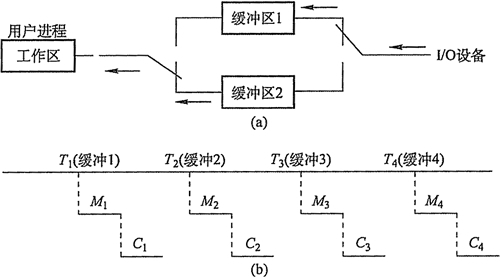 用户进程
工作区
缓冲区1
缓冲区2
I/O设备
(a)
T1(缓冲1) T2(缓冲2) T3(缓冲3) T4(缓冲4)
M1 M2 M3 M4
C1 C2 C3 C4
(b)